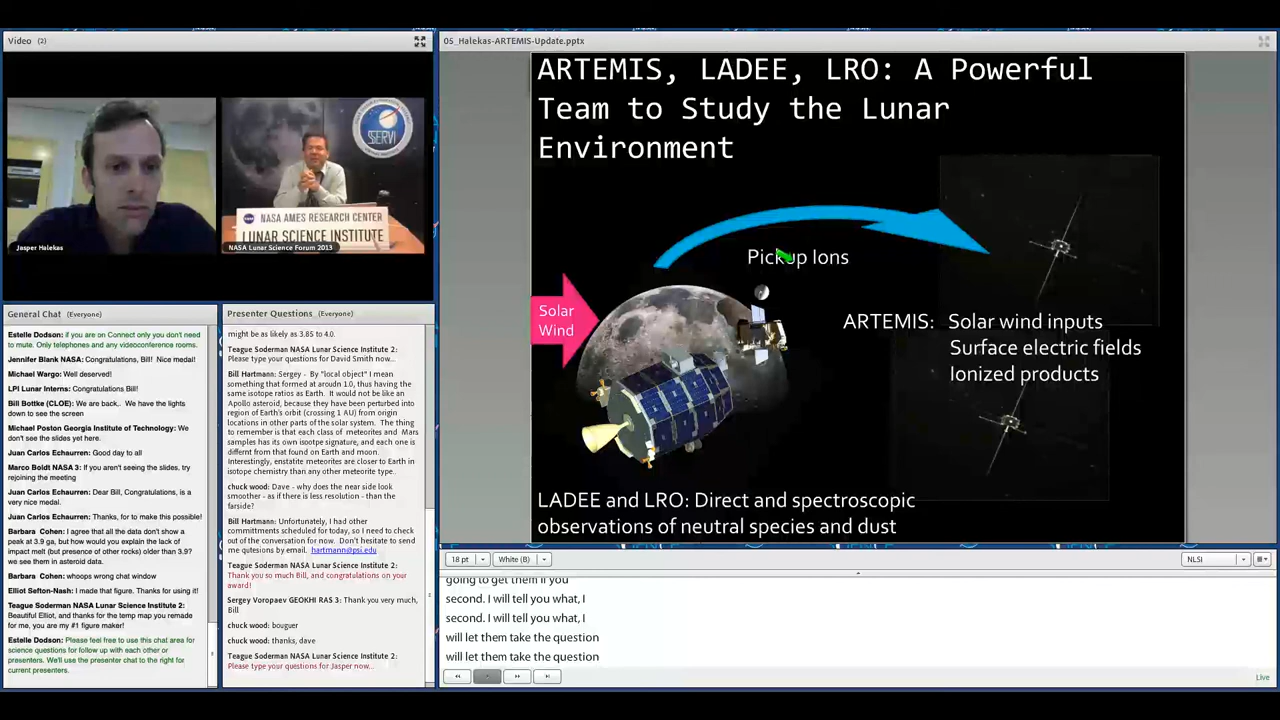 Video (2)
Jasper Halekas
SSERVI
NASA AMES RESEARCH CENTER
LUNAR SCIENCE INSTITUTE
NASA Lunar Science Forum 2013
General Chat (Everyone)
Estelle Dodson: if you are on Connect only you don't need
to mute. Only telephones and any videoconference rooms.
Jennifer Blank NASA: Congratulations, Bill! Nice medal!
Michael Wargo: Well deserved!
LPI Lunar Interns: Congratulations Bill!
Bill Bottke (CLOE): We are back.. We have the lights
down to see the screen
Michael Poston Georgia Institute of Technology: We
don't see the slides yet here.
Juan Carlos Echaurren: Good day to all
Marco Boldt NASA 3: If you aren't seeing the slides, try
rejoining the meeting
Juan Carlos Echaurren: Dear Bill, Congratulations, is a
very nice medal.
Juan Carlos Echaurren: Thanks, for to make this possible!
Barbara Cohen: I agree that all the data don't show a
peak at 3.9 ga, but how would you explain the lack of
impact melt (but presence of other rocks) older than 3.9?
we see them in asteroid data.
Barbara Cohen: whoops wrong chat window
Elliot Sefton-Nash: I made that figure. Thanks for using it!
Teague Soderman NASA Lunar Science Institute 2:
Beautiful Elliot, and thanks for the temp map you remade
for me, you are my #1 figure maker!
Estelle Dodson: Please feel free to use this chat area for
science questions for follow up with each other or
presenters. We'll use the presenter chat to the right for
current presenters.
Presenter Questions (Everyone)
might be as likely as 3.85 to 4.0.
Teague Soderman NASA Lunar Science Institute 2:
Please type your questions for David Smith now...
Bill Hartmann: Sergey - By "local object" I mean
something that formed at aroudn 1.0, thus having the
same isotope ratios as Earth. It would not be like an
Apollo asteroid, because they have been perturbed into
region of Earth's orbit (crossing 1 AU) from origin
locations in other parts of the solar system. The thing
to remember is that each class of meteorites and Mars
samples has its own isootpe signature, and each one is
differnt from that found on Earth and moon.
Interestingly, enstatite meteorites are closer to Earth in
isotope chemistry than any other meteorite type..
chuck wood: Dave - why does the near side look
smoother - as if there is less resolution - than the
farside?
Bill Hartmann: Unfortunately, I had other
committments scheduled for today, so I need to check
out of the conversation for now. Don't hesitate to send
me qutesions by email. hartmann@psi.edu
Teague Soderman NASA Lunar Science Institute 2:
Thank you so much Bill, and congratulations on your
award!
Sergey Voropaev GEOKHI RAS 3: Thank you very much,
Bill
chuck wood: bouguer
chuck wood: thanks, dave
Teague Soderman NASA Lunar Science Institute 2:
Please type your questions for Jasper now...
05_Halekas-ARTEMIS-Update.pptx
ARTEMIS, LADEE, LRO: A Powerful
Team to Study the Lunar
Environment
Pickup Ions
Solar
Wind
ARTEMIS: Solar wind inputs
Surface electric fields
Ionized products
LADEE and LRO: Direct and spectroscopic
observations of neutral species and dust
18 pt
White (B)
NLSI
going to get them if you
second. I will tell you what, I
second. I will tell you what, I
will let them take the question
will let them take the question
Live